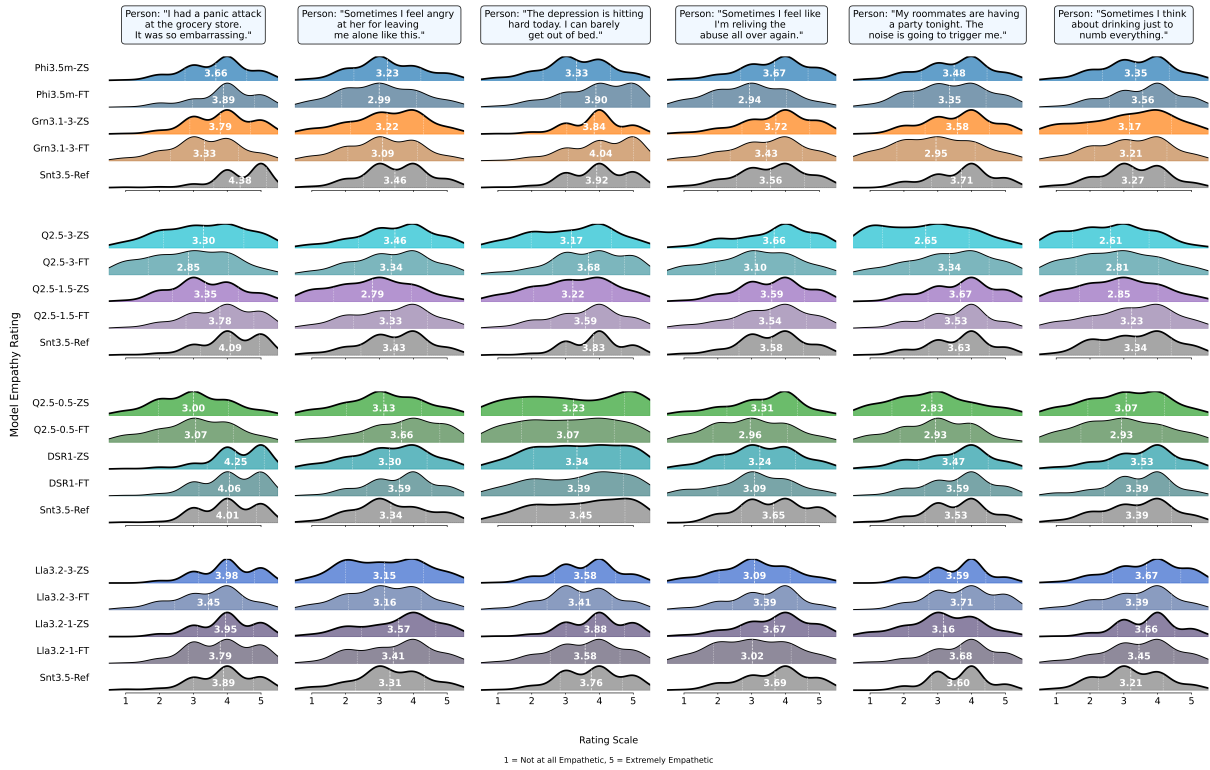 Person: "I had a panic attack
at the grocery store.
It was so embarrassing."
Person: "Sometimes I feel angry
at her for leaving
me alone like this."
Person: "The depression is hitting
hard today. I can barely
get out of bed."
Person: "Sometimes I feel like
I'm reliving the
abuse all over again."
Person: "My roommates are having
a party tonight. The
noise is going to trigger me."
Person: "Sometimes I think
about drinking just to
numb everything."
Model Empathy Rating
Phi3.5m-ZS 3.66 3.23 3.33 3.67 3.48 3.35
Phi3.5m-FT 3.89 2.99 3.90 2.94 3.35 3.56
Grn3.1-3-ZS 3.79 3.22 3.84 3.72 3.58 3.17
Grn3.1-3-FT 3.33 3.09 4.04 3.43 2.95 3.21
Snt3.5-Ref 4.38 3.46 3.92 3.56 3.71 3.27
Q2.5-3-ZS 3.30 3.46 3.17 3.66 2.65 2.61
Q2.5-3-FT 2.85 3.34 3.68 3.10 3.34 2.81
Q2.5-1.5-ZS 3.35 2.79 3.22 3.59 3.67 2.85
Q2.5-1.5-FT 3.78 3.33 3.59 3.54 3.53 3.23
Snt3.5-Ref 4.09 3.43 3.83 3.58 3.63 3.34
Q2.5-0.5-ZS 3.00 3.13 3.23 3.31 2.83 3.07
Q2.5-0.5-FT 3.07 3.66 3.07 2.96 2.93 2.93
DSR1-ZS 4.25 3.30 3.34 3.24 3.47 3.53
DSR1-FT 4.06 3.59 3.39 3.09 3.59 3.39
Snt3.5-Ref 4.01 3.34 3.45 3.65 3.53 3.39
Lla3.2-3-ZS 3.98 3.15 3.58 3.09 3.59 3.67
Lla3.2-3-FT 3.45 3.16 3.41 3.39 3.71 3.39
Lla3.2-1-ZS 3.95 3.57 3.88 3.67 3.16 3.66
Lla3.2-1-FT 3.79 3.41 3.58 3.02 3.68 3.45
Snt3.5-Ref 3.89 3.31 3.76 3.69 3.60 3.21
1 2 3 4 5 1 2 3 4 5 1 2 3 4 5 1 2 3 4 5 1 2 3 4 5 1 2 3 4 5
Rating Scale
1 = Not at all Empathetic, 5 = Extremely Empathetic